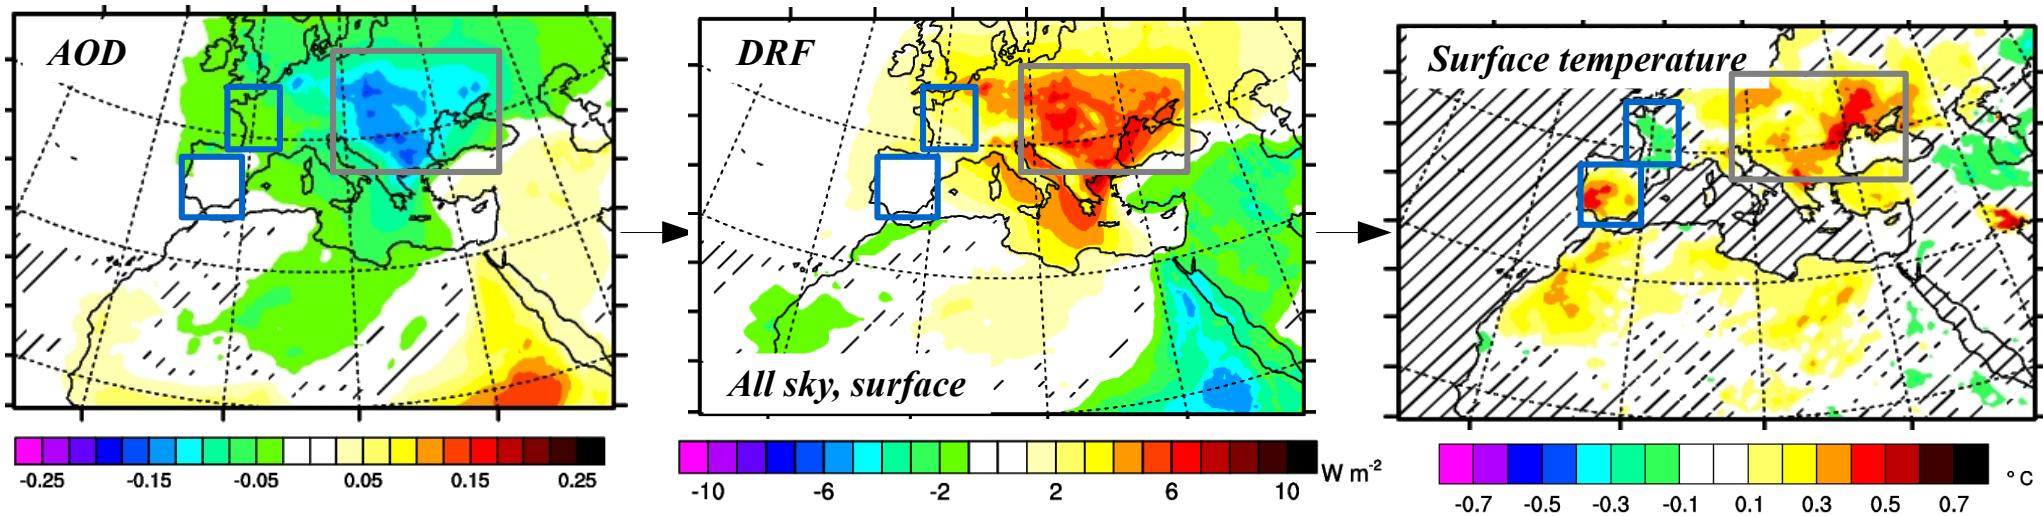 AOD
DRF
Surface temperature
All sky, surface
-0.25 -0.15 -0.05 0.05 0.15 0.25
-10 -6 -2 2 6 10 W m-2
-0.7 -0.5 -0.3 -0.1 0.1 0.3 0.5 0.7 °C